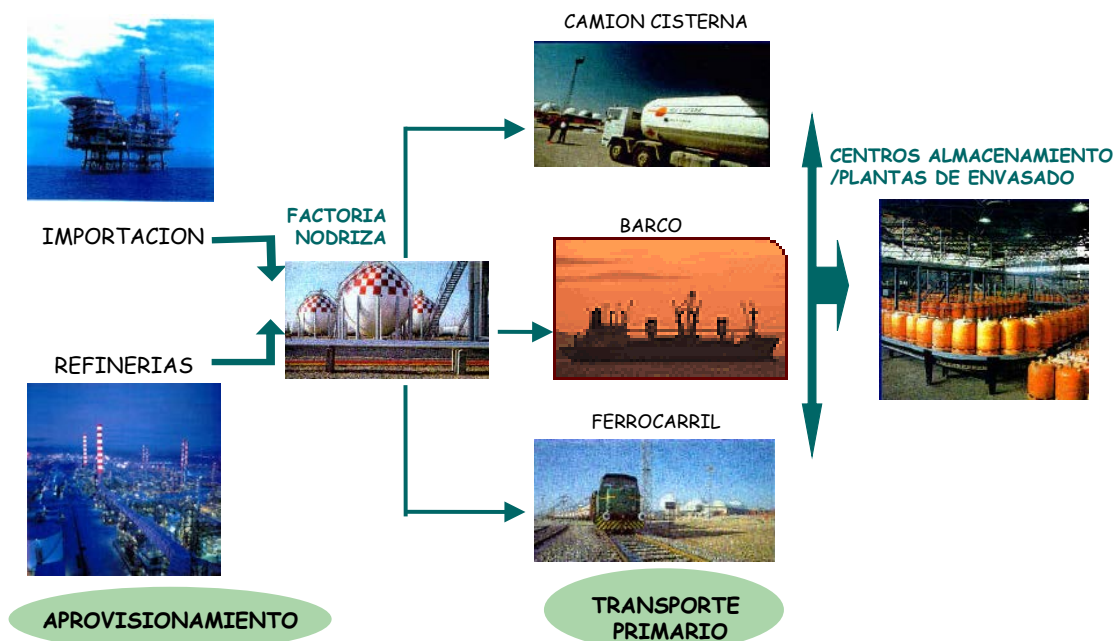 CAMION CISTERNA
CENTROS ALMACENAMIENTO
/PLANTAS DE ENVASADO
FACTORIA
NODRIZA
IMPORTACION
BARCO
REFINERIAS
FERROCARRIL
APROVISIONAMIENTO
TRANSPORTE
PRIMARIO